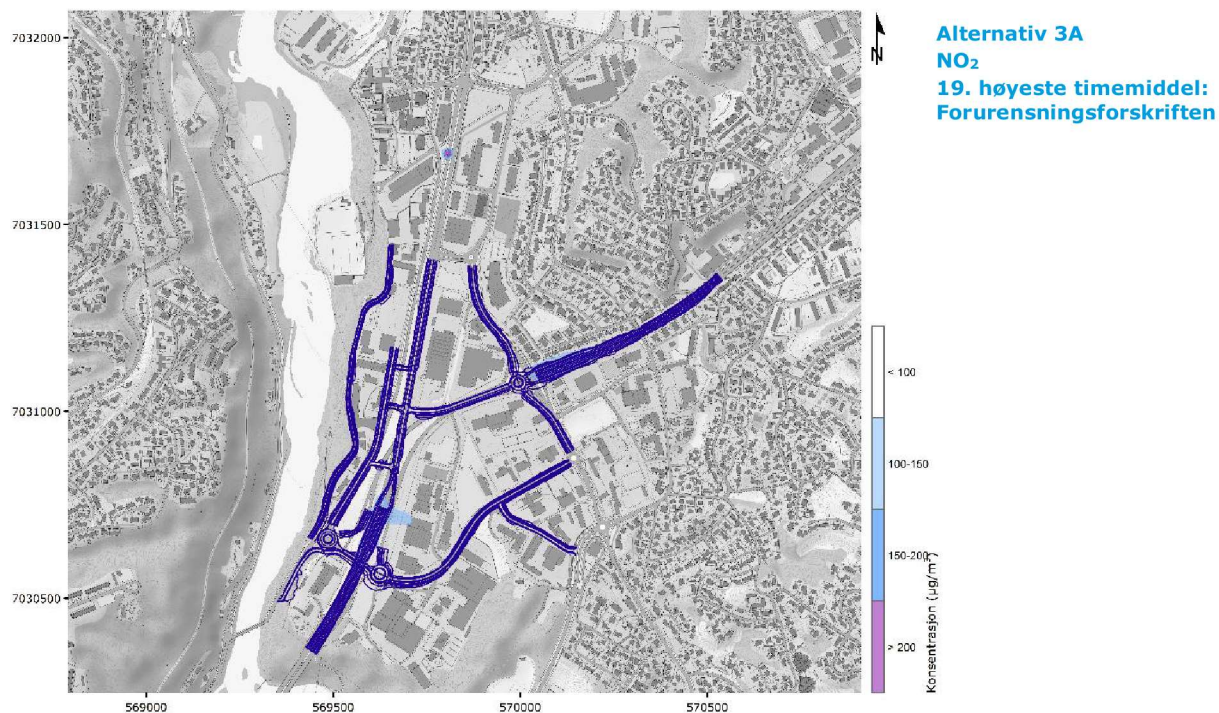 Alternativ 3A
NO₂
19. høyeste timemiddel:
Forurensningsforskriften
N
7032000
7031500
7031000
7030500
569000
569500
570000
570500
< 100
100-150
150-200
> 200
Konsentrasjon (µg/m³)